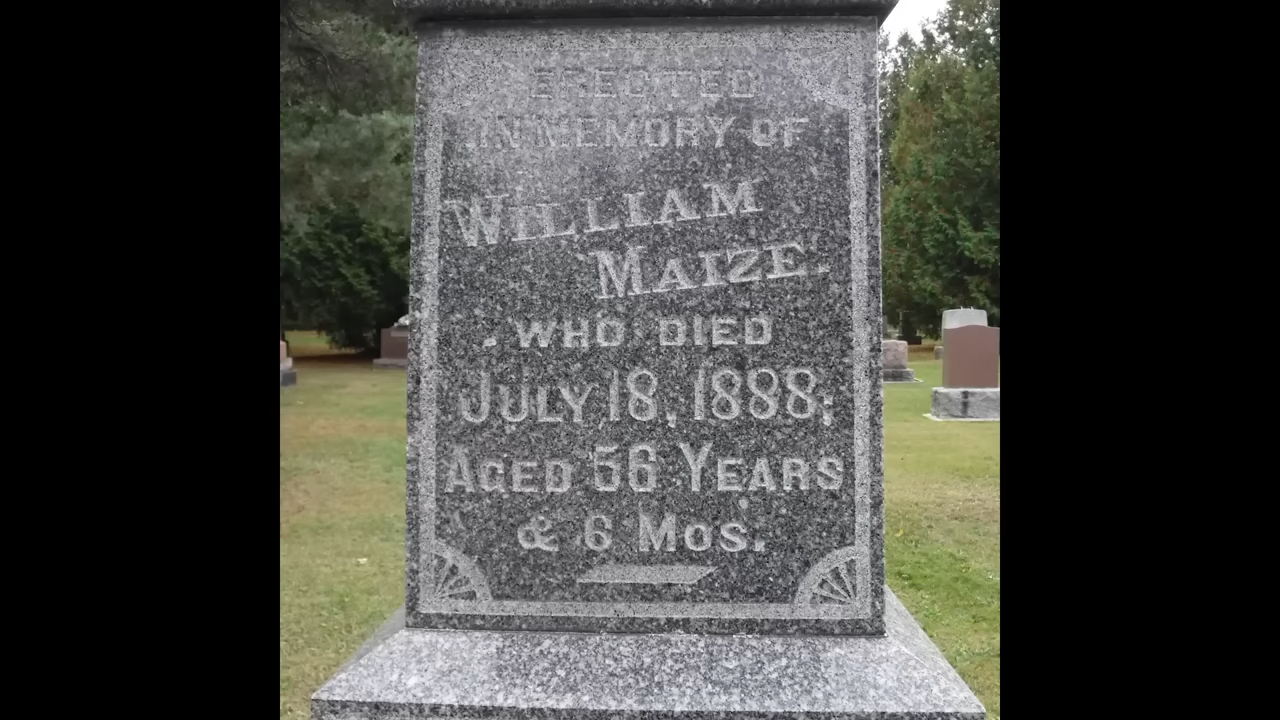 ERECTED
IN MEMORY OF
WILLIAM
MAIZE.
WHO DIED
JULY, 18, 1888;
AGED 56 YEARS
& 6 MOS.